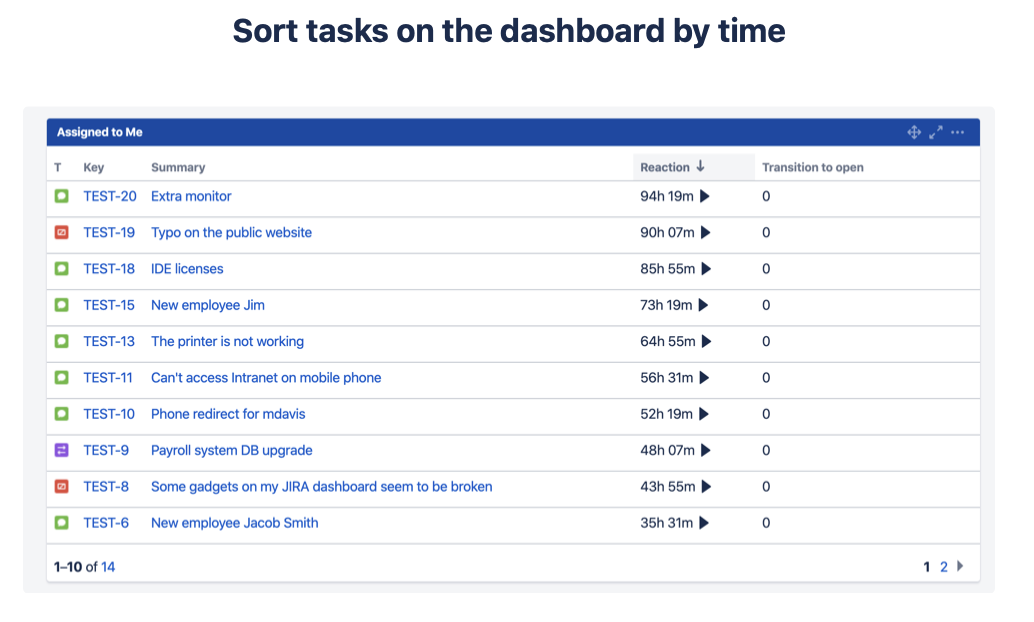 Sort tasks on the dashboard by time
Assigned to Me
T Key Summary Reaction ↓ Transition to open
TEST-20 Extra monitor 94h 19m 0
TEST-19 Typo on the public website 90h 07m 0
TEST-18 IDE licenses 85h 55m 0
TEST-15 New employee Jim 73h 19m 0
TEST-13 The printer is not working 64h 55m 0
TEST-11 Can't access Intranet on mobile phone 56h 31m 0
TEST-10 Phone redirect for mdavis 52h 19m 0
TEST-9 Payroll system DB upgrade 48h 07m 0
TEST-8 Some gadgets on my JIRA dashboard seem to be broken 43h 55m 0
TEST-6 New employee Jacob Smith 35h 31m 0
1–10 of 14 1 2